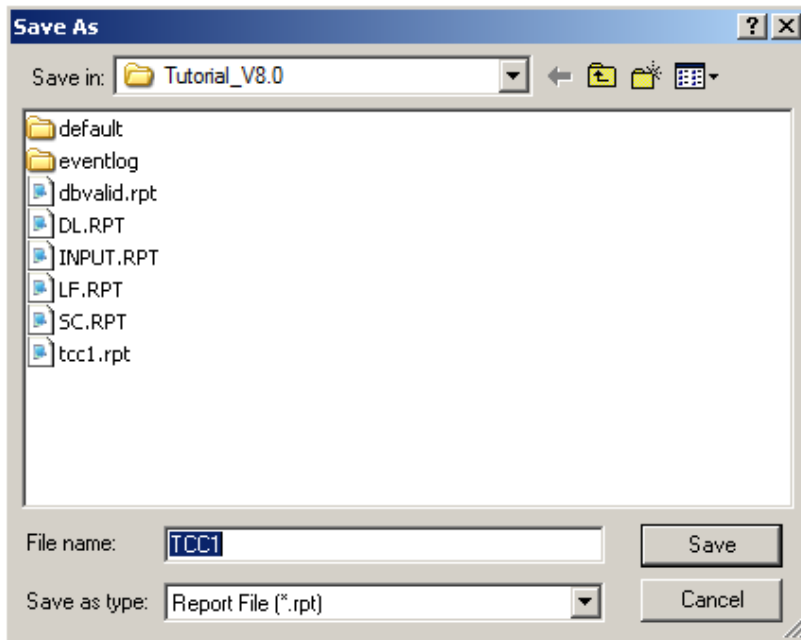 Save As
Save in: Tutorial_V8.0
default
eventlog
dbvalid.rpt
DL.RPT
INPUT.RPT
LF.RPT
SC.RPT
tcc1.rpt
File name: TCC1 Save
Save as type: Report File (*.rpt) Cancel